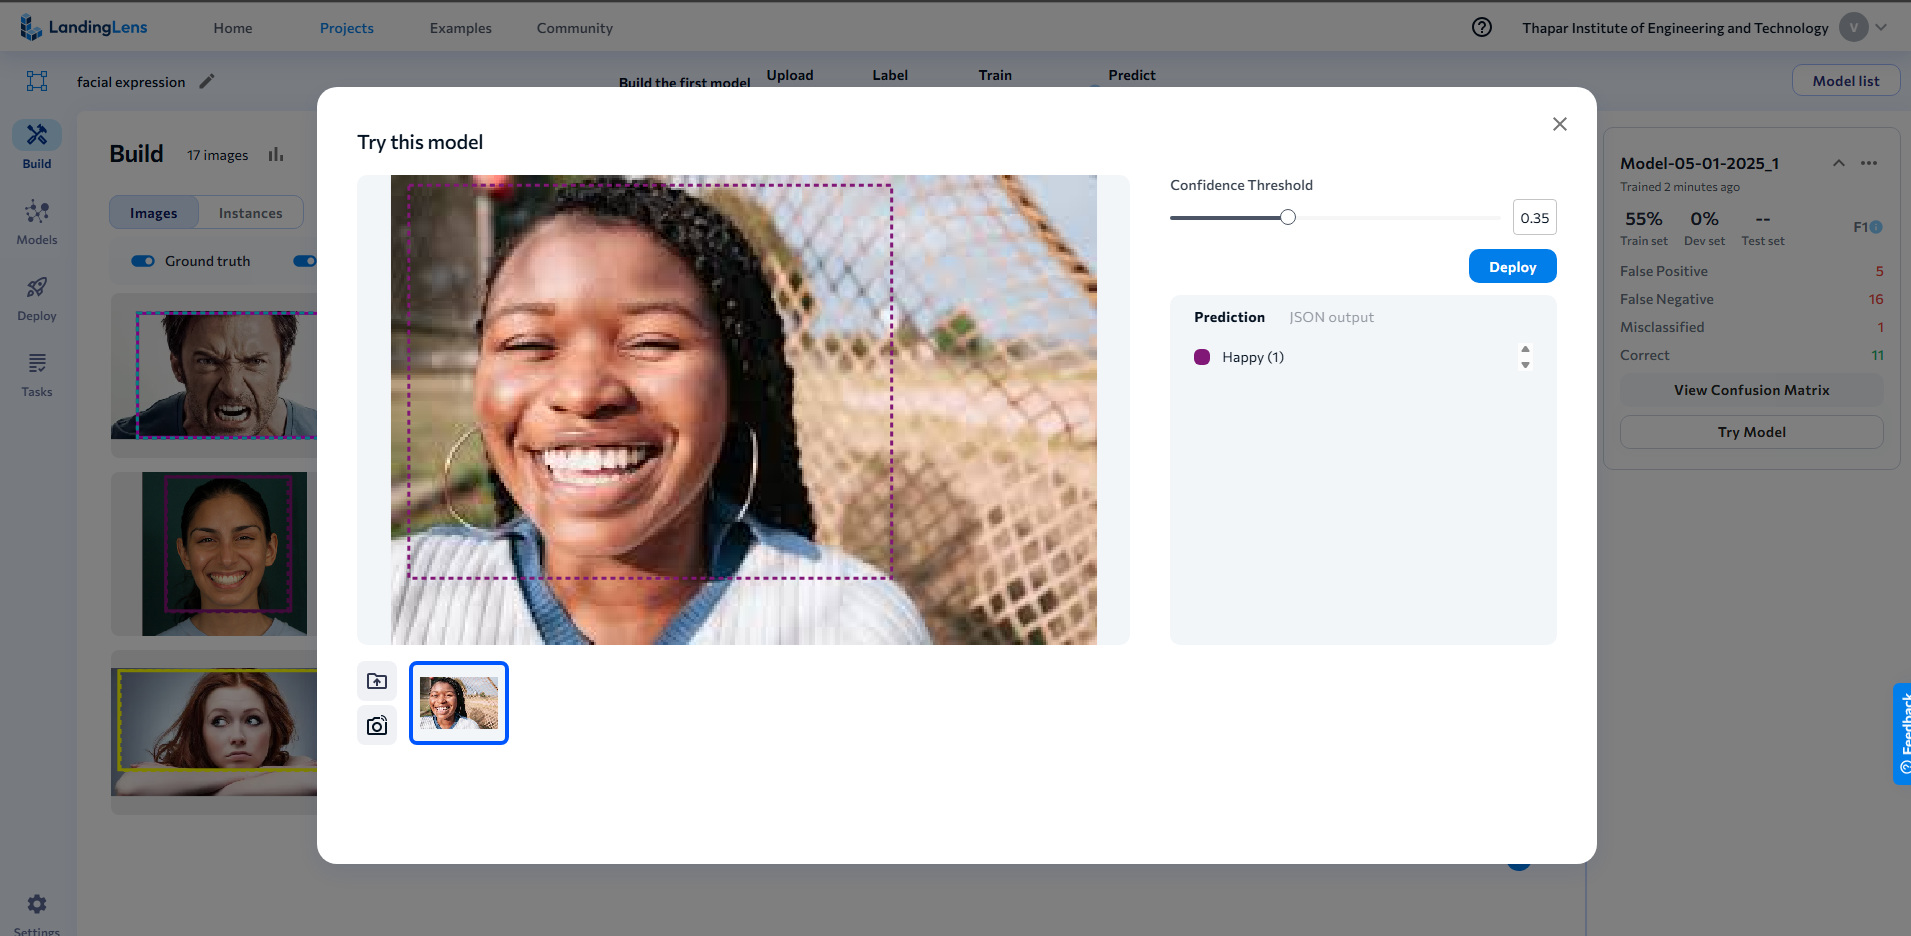 LandingLens
Home
Projects
Examples
Community
Thapar Institute of Engineering and Technology
V
facial expression
Build the first model
Upload
Label
Train
Predict
Model list
Build
Models
Deploy
Tasks
Settings
Build
17 images
Images
Instances
Ground truth
Try this model
Confidence Threshold
0.35
Deploy
Prediction
JSON output
Happy (1)
Model-05-01-2025_1
Trained 2 minutes ago
55%
0%
--
Train set
Dev set
Test set
F1
False Positive
5
False Negative
16
Misclassified
1
Correct
11
View Confusion Matrix
Try Model
Feedback